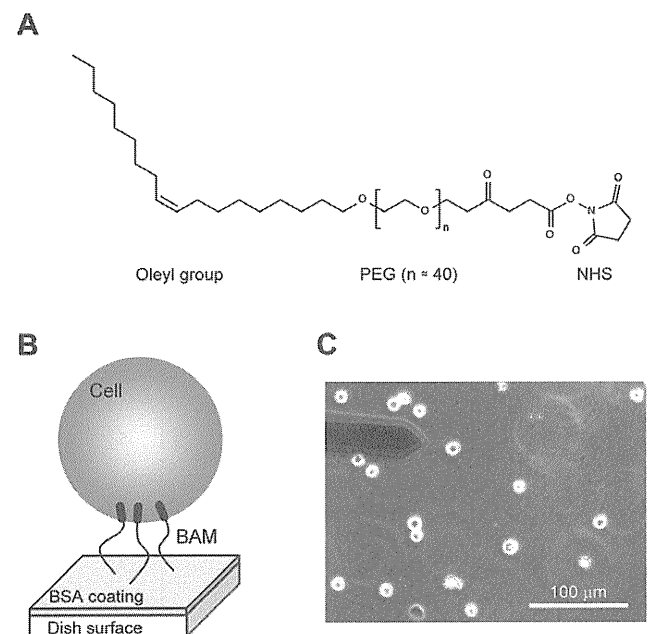 A
O
O
O
n
O
O
O
O
N
O
Oleyl group
PEG (n ≈ 40)
NHS
B
C
Cell
BAM
BSA coating
Dish surface
100 μm